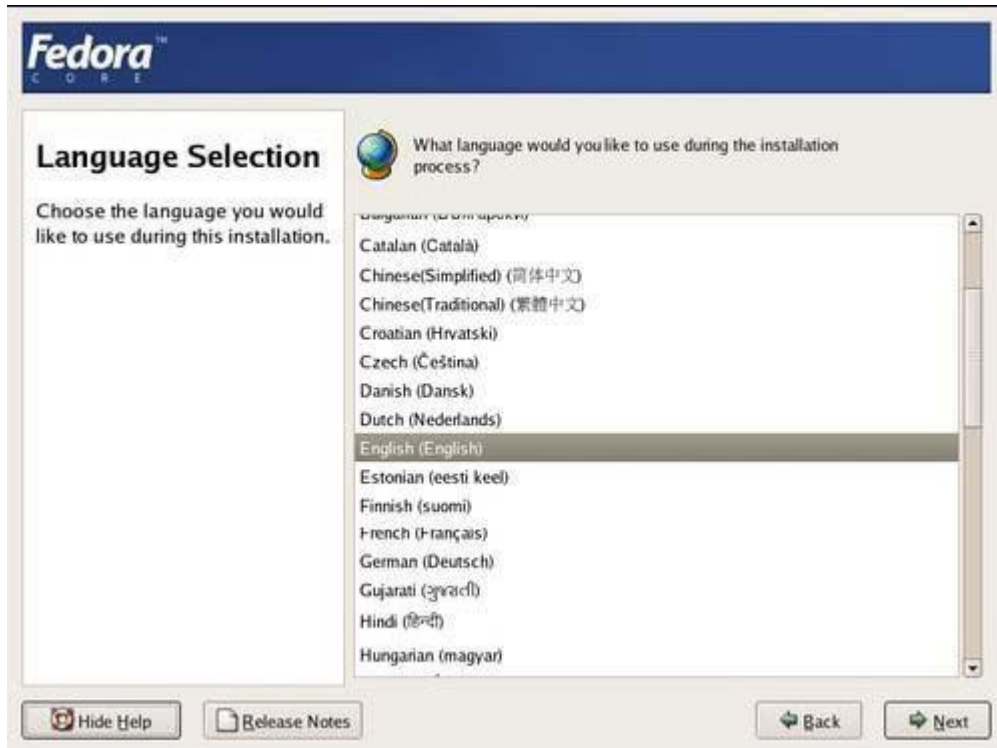 Fedora™
CORE
Language Selection
Choose the language you would
like to use during this installation.
What language would you like to use during the installation
process?
Catalan (Català)
Chinese(Simplified) (简体中文)
Chinese(Traditional) (繁體中文)
Croatian (Hrvatski)
Czech (Čeština)
Danish (Dansk)
Dutch (Nederlands)
English (English)
Estonian (eesti keel)
Finnish (suomi)
French (Français)
German (Deutsch)
Gujarati (ગુજરાતી)
Hindi (हिन्दी)
Hungarian (magyar)
Hide Help
Release Notes
Back
Next